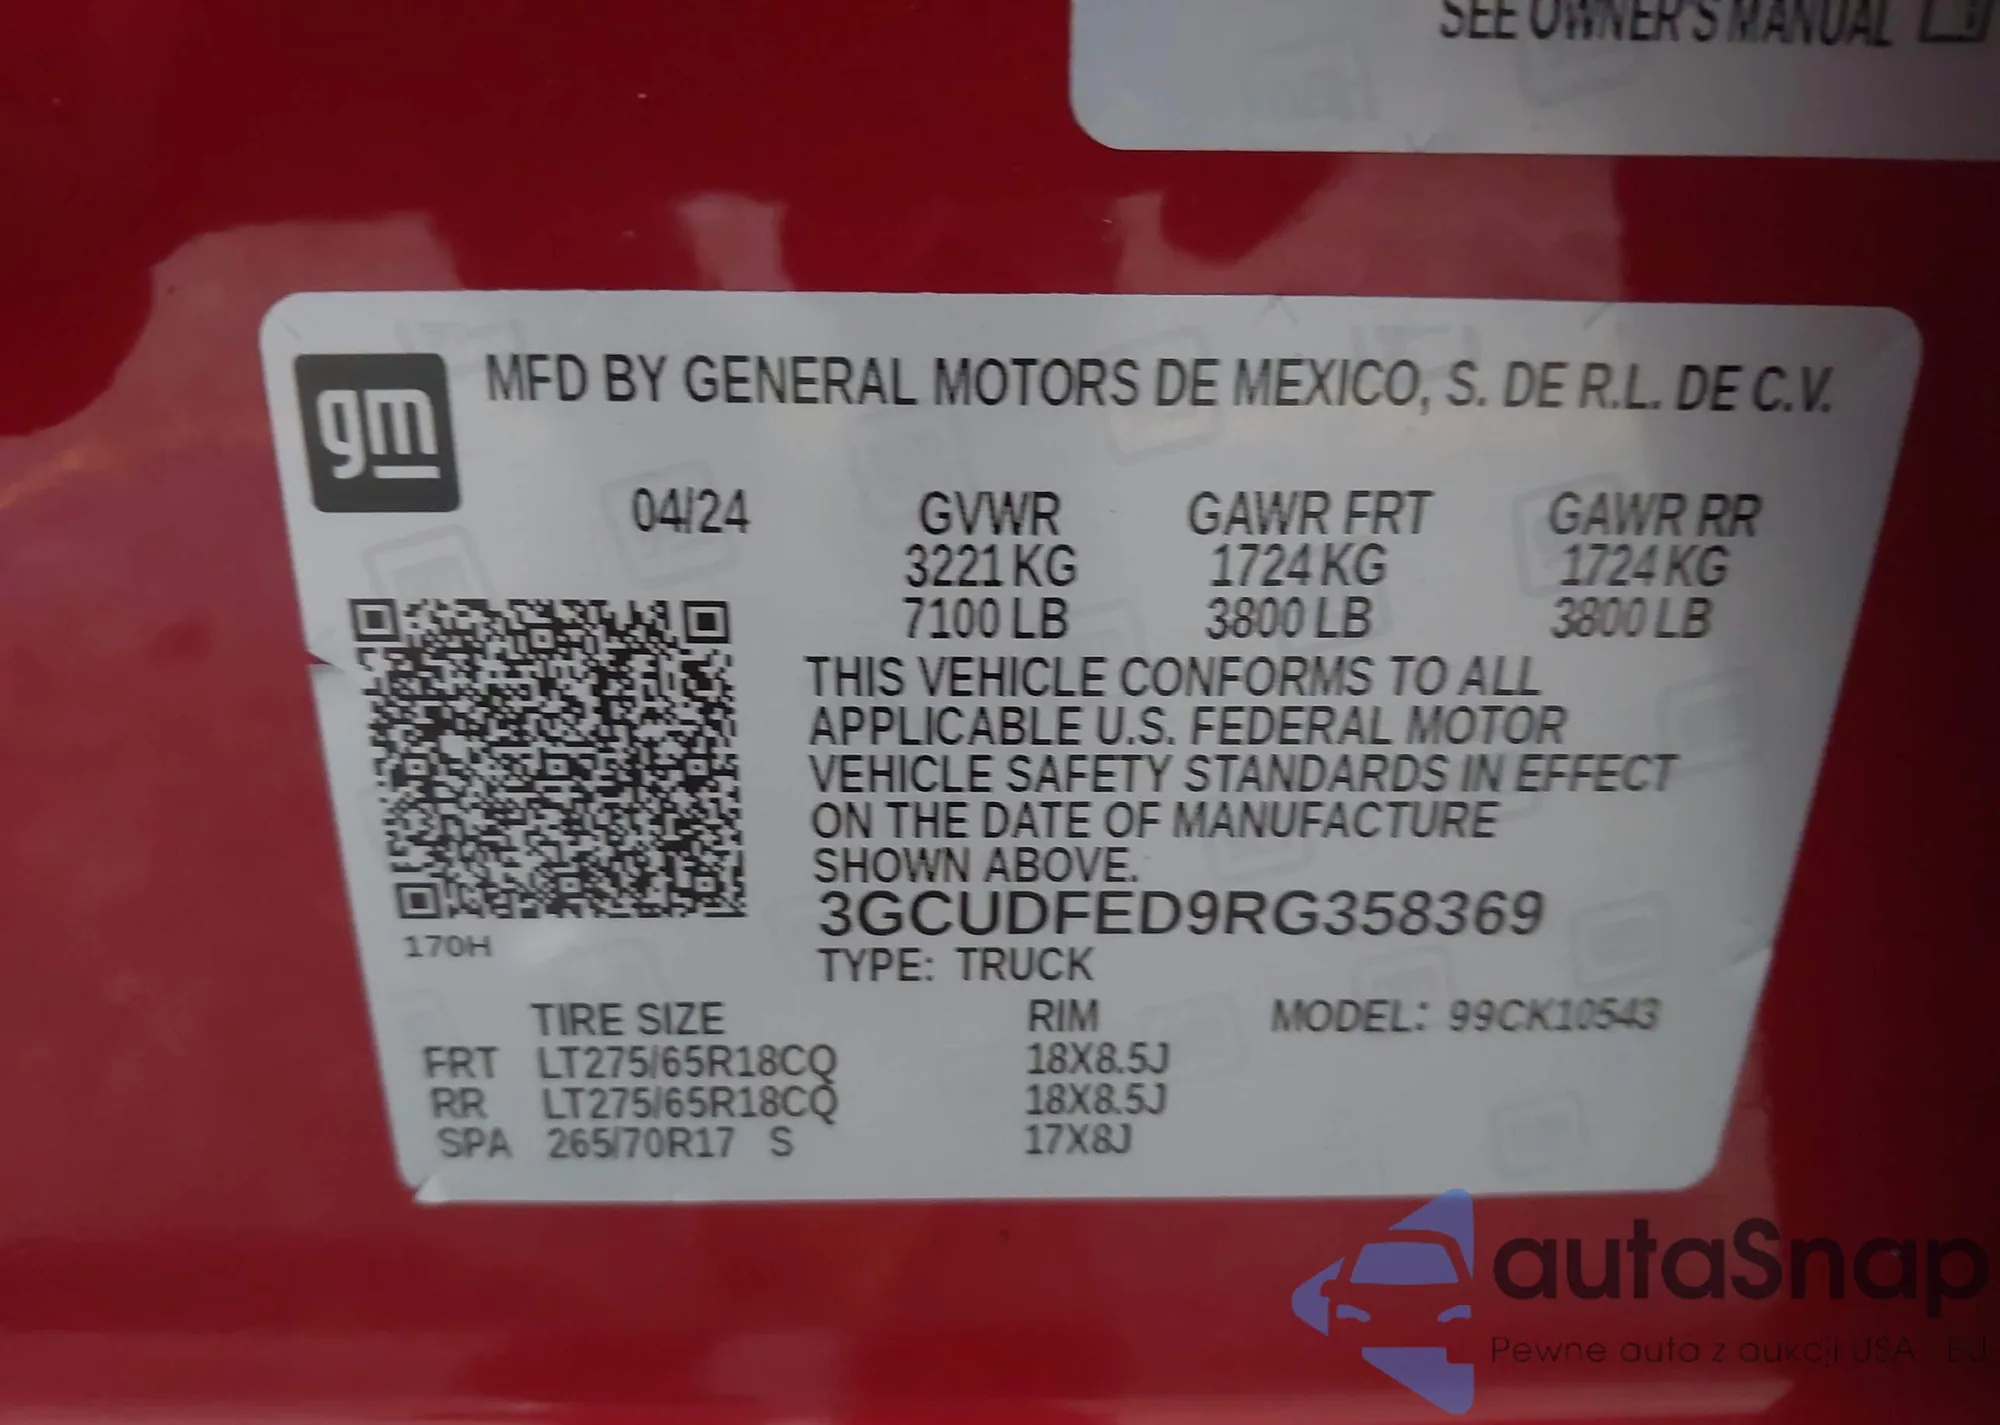 SEE OWNER'S MANUAL
gm
MFD BY GENERAL MOTORS DE MEXICO, S. DE R.L. DE C.V.
04/24 GVWR GAWR FRT GAWR RR
3221 KG 1724 KG 1724 KG
7100 LB 3800 LB 3800 LB
THIS VEHICLE CONFORMS TO ALL
APPLICABLE U.S. FEDERAL MOTOR
VEHICLE SAFETY STANDARDS IN EFFECT
ON THE DATE OF MANUFACTURE
SHOWN ABOVE.
3GCUDFED9RG358369
170H
TYPE: TRUCK
TIRE SIZE RIM MODEL: 99CK10543
FRT LT275/65R18CQ 18X8.5J
RR LT275/65R18CQ 18X8.5J
SPA 265/70R17 S 17X8J
autaSnap
Pewne auta z aukcji USA - EU